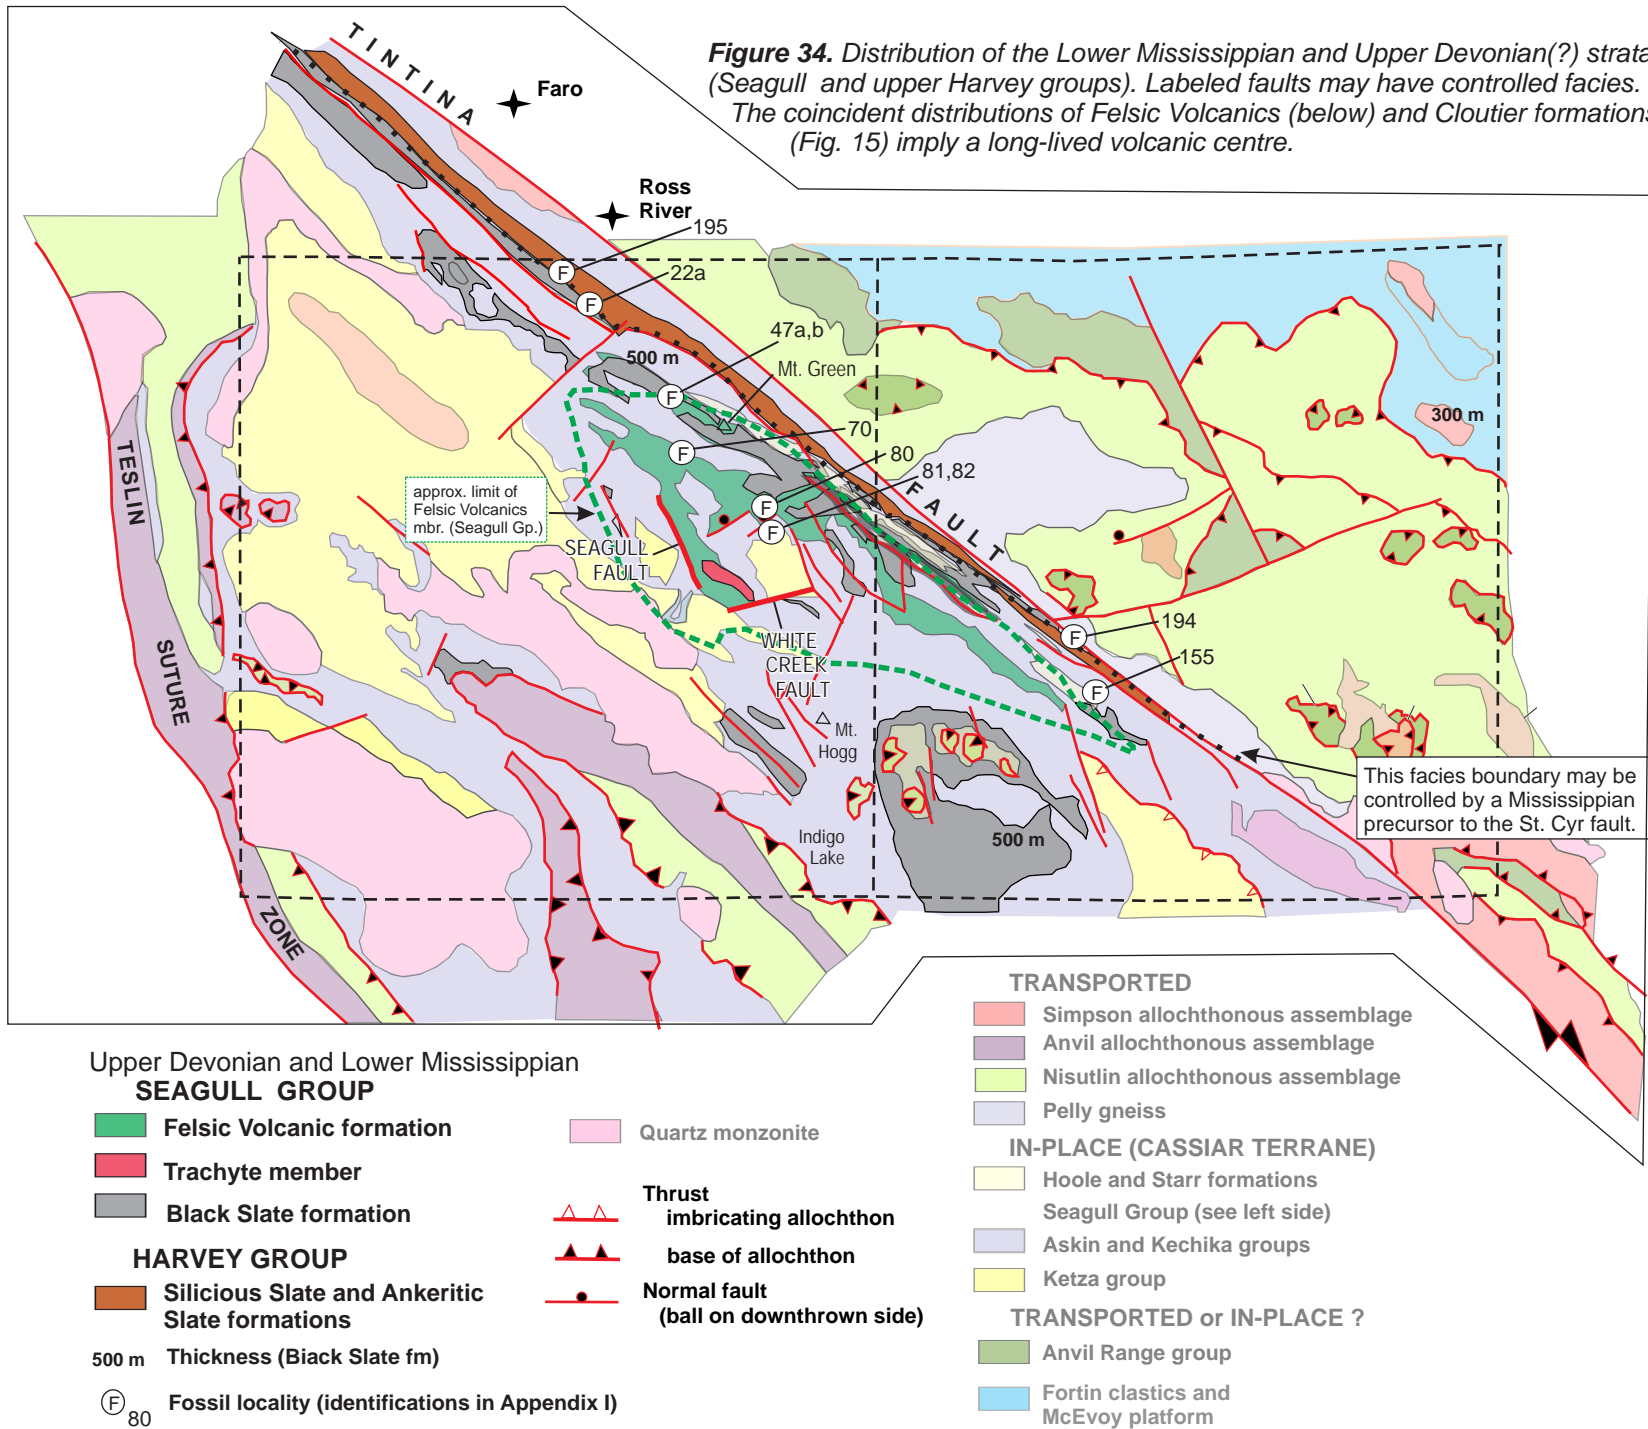 Figure 34. Distribution of the Lower Mississippian and Upper Devonian(?) strata
(Seagull and upper Harvey groups). Labeled faults may have controlled facies.
The coincident distributions of Felsic Volcanics (below) and Cloutier formations
(Fig. 15) imply a long-lived volcanic centre.
TINTINA
Faro
Ross
River
195
22a
47a,b
500 m
Mt. Green
300 m
70
80
81,82
FAULT
TESLIN
approx. limit of
Felsic Volcanics
mbr. (Seagull Gp.)
SEAGULL
FAULT
F
F
F
F
F
F
F
F
194
155
WHITE
CREEK
FAULT
SUTURE
Mt.
Hogg
This facies boundary may be
controlled by a Mississippian
precursor to the St. Cyr fault.
Indigo
Lake
500 m
ZONE
Upper Devonian and Lower Mississippian
SEAGULL GROUP
Felsic Volcanic formation
Trachyte member
Black Slate formation
HARVEY GROUP
Silicious Slate and Ankeritic
Slate formations
500 m Thickness (Biack Slate fm)
F 80 Fossil locality (identifications in Appendix I)
Quartz monzonite
Thrust
imbricating allochthon
base of allochthon
Normal fault
(ball on downthrown side)
TRANSPORTED
Simpson allochthonous assemblage
Anvil allochthonous assemblage
Nisutlin allochthonous assemblage
Pelly gneiss
IN-PLACE (CASSIAR TERRANE)
Hoole and Starr formations
Seagull Group (see left side)
Askin and Kechika groups
Ketza group
TRANSPORTED or IN-PLACE ?
Anvil Range group
Fortin clastics and
McEvoy platform